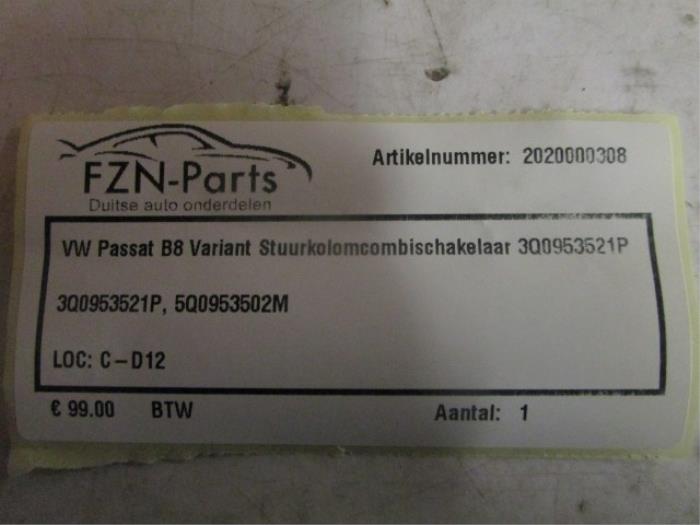 FZN-Parts
Duitse auto onderdelen
Artikelnummer: 2020000308
VW Passat B8 Variant Stuurkolomcombischakelaar 3Q0953521P
3Q0953521P, 5Q0953502M
LOC: C-D12
€ 99.00 BTW Aantal: 1